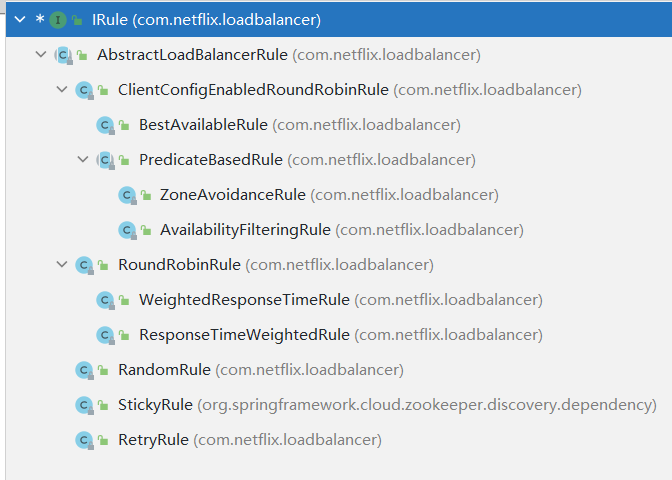 * I IRule (com.netflix.loadbalancer)
C AbstractLoadBalancerRule (com.netflix.loadbalancer)
C ClientConfigEnabledRoundRobinRule (com.netflix.loadbalancer)
C BestAvailableRule (com.netflix.loadbalancer)
C PredicateBasedRule (com.netflix.loadbalancer)
C ZoneAvoidanceRule (com.netflix.loadbalancer)
C AvailabilityFilteringRule (com.netflix.loadbalancer)
C RoundRobinRule (com.netflix.loadbalancer)
C WeightedResponseTimeRule (com.netflix.loadbalancer)
C ResponseTimeWeightedRule (com.netflix.loadbalancer)
C RandomRule (com.netflix.loadbalancer)
C StickyRule (org.springframework.cloud.zookeeper.discovery.dependency)
C RetryRule (com.netflix.loadbalancer)